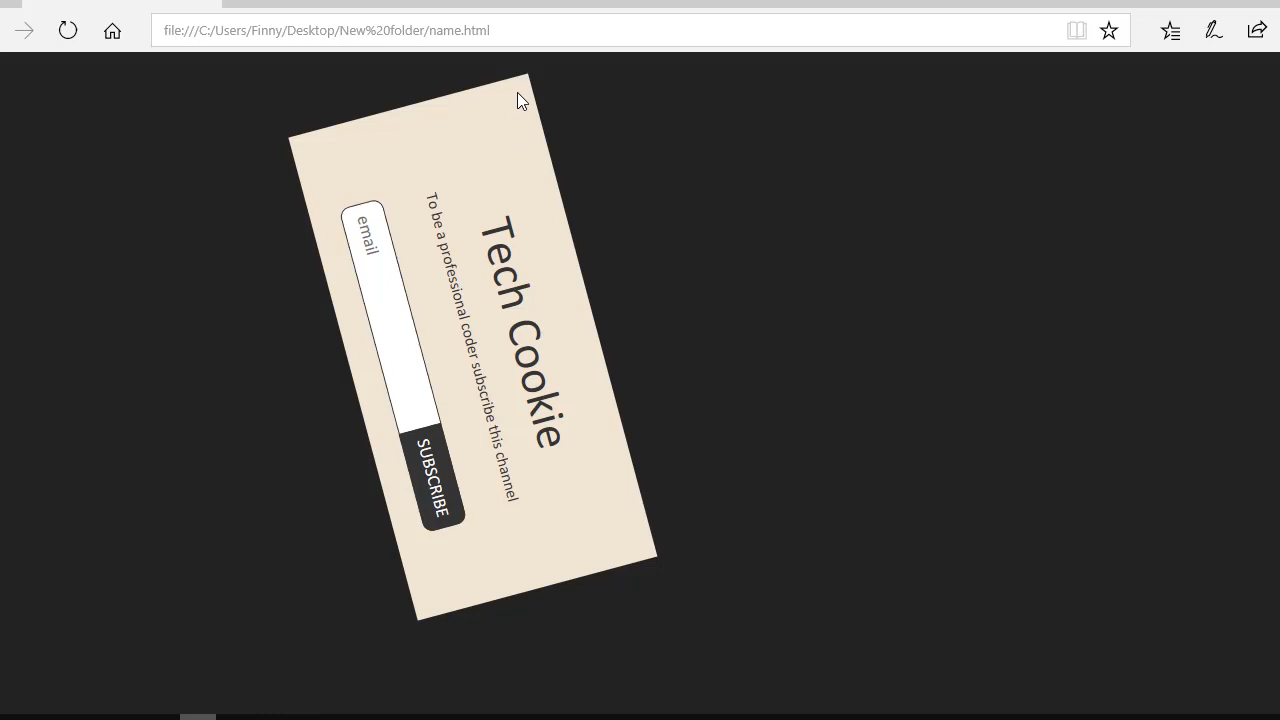 file:///C:/Users/Finny/Desktop/New%20folder/name.html
Tech Cookie
To be a professional coder subscribe this channel
email
SUBSCRIBE